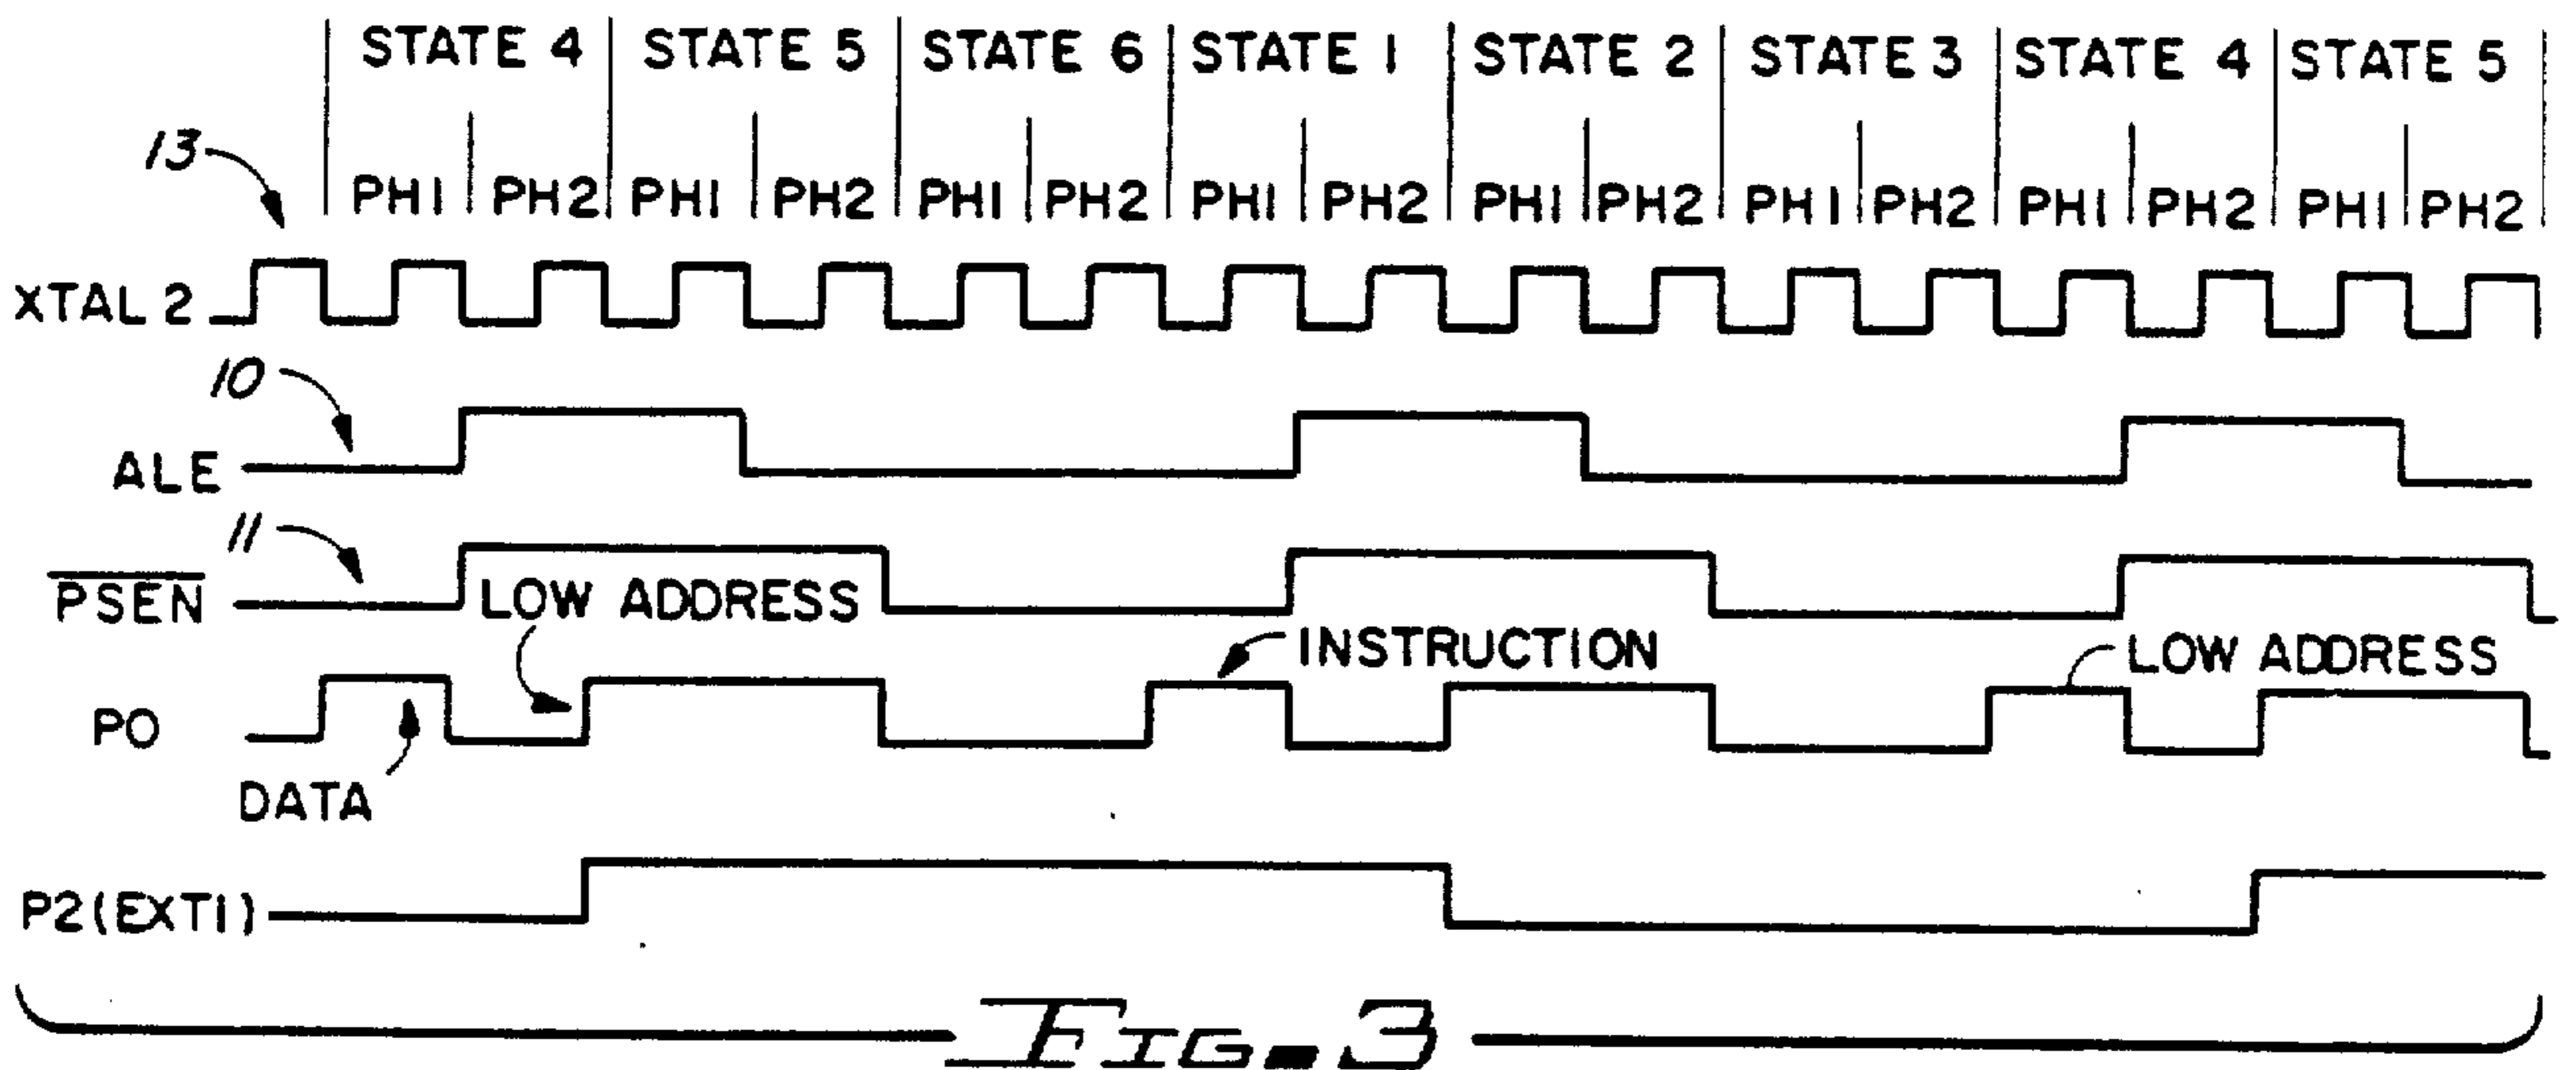 STATE 4 STATE 5 STATE 6 STATE 1 STATE 2 STATE 3 STATE 4 STATE 5
13
PH1 PH2 PH1 PH2 PH1 PH2 PH1 PH2 PH1 PH2 PH1 PH2 PH1 PH2 PH1 PH2
XTAL 2
10
ALE
11
PSEN
LOW ADDRESS
INSTRUCTION
LOW ADDRESS
PO
DATA
P2(EXT1)
FIG. 3